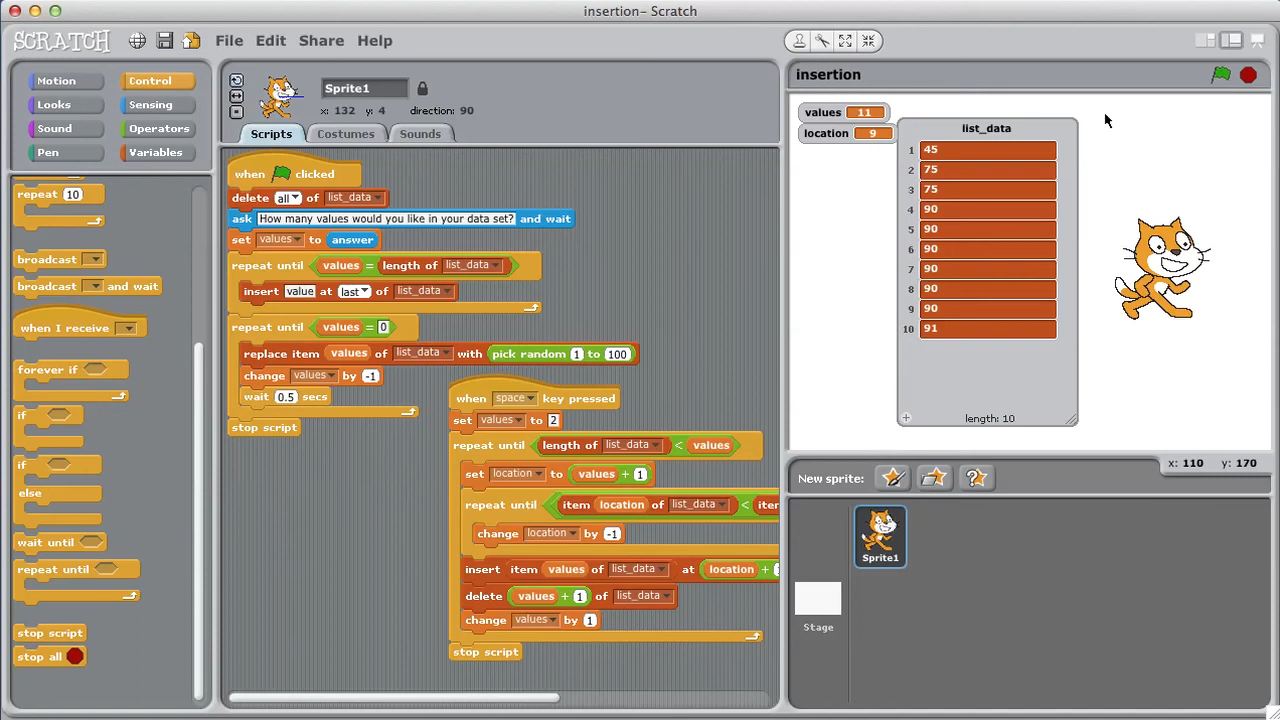 insertion- Scratch
SCRATCH File Edit Share Help
Motion Control
Looks Sensing
Sound Operators
Pen Variables
repeat 10
broadcast
broadcast and wait
when I receive
forever if
if
if
else
wait until
repeat until
stop script
stop all
Sprite1
x: 132 y: 4 direction: 90
Scripts Costumes Sounds
when clicked
delete all of list_data
ask How many values would you like in your data set? and wait
set values to answer
repeat until values = length of list_data
insert value at last of list_data
repeat until values = 0
replace item values of list_data with pick random 1 to 100
change values by -1
wait 0.5 secs
stop script
when space key pressed
set values to 2
repeat until length of list_data < values
set location to values + 1
repeat until item location of list_data < iter
change location by -1
insert item values of list_data at location +
delete values + 1 of list_data
change values by 1
stop script
insertion
values 11
location 9
list_data
1 45
2 75
3 75
4 90
5 90
6 90
7 90
8 90
9 90
10 91
+ length: 10
x: 110 y: 170
New sprite:
Sprite1
Stage